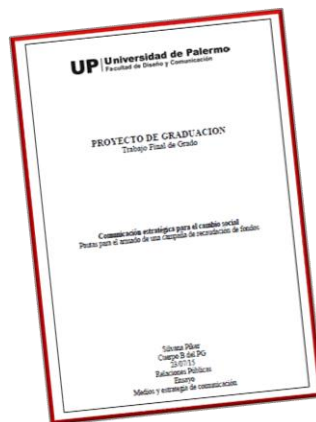 UP Universidad de Palermo
Facultad de Diseño y Comunicación
PROYECTO DE GRADUACION
Trabajo Final de Grado
Comunicación estratégica para el cambio social
Pautas para el armado de una campaña de recaudación de fondos
Silvana Piker
Cuerpo B del PG
23/07/15
Relaciones Públicas
Ensayo
Medios y estrategia de comunicación